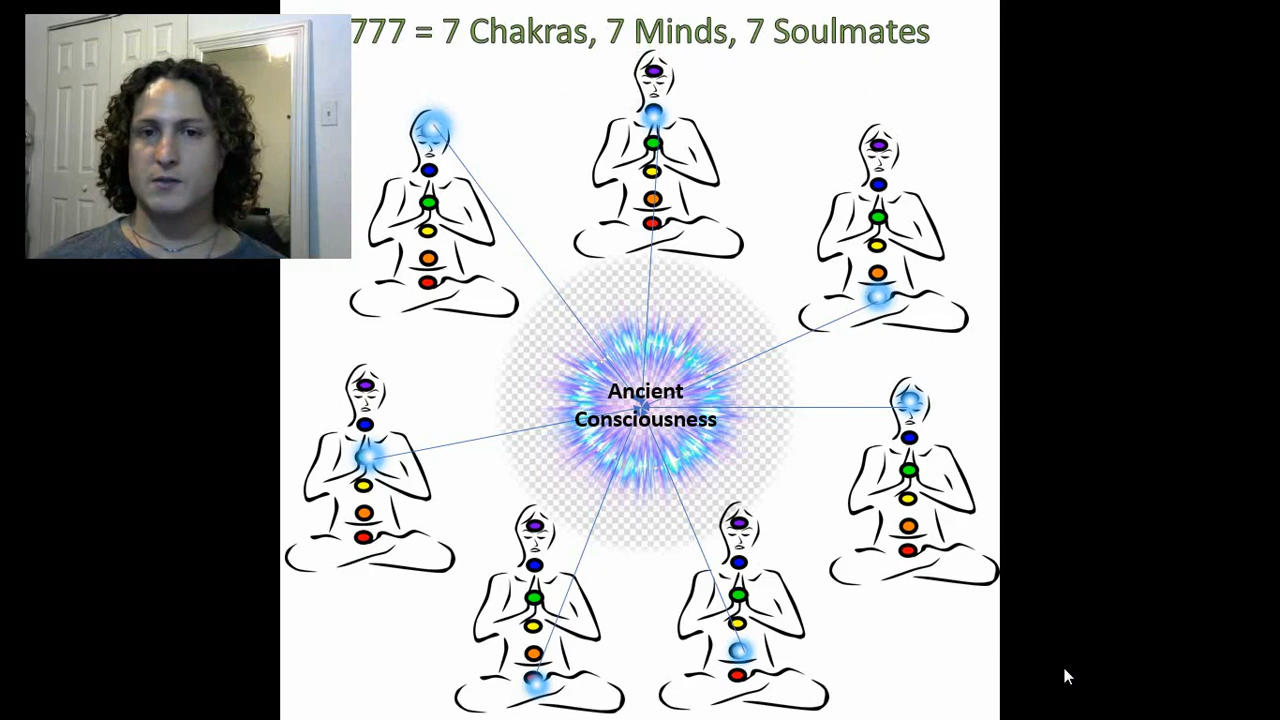 777 = 7 Chakras, 7 Minds, 7 Soulmates
Ancient
Consciousness